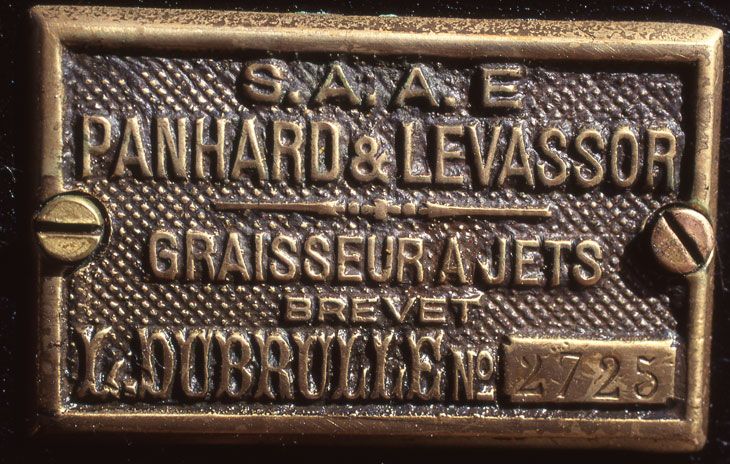 S.A.A.E
PANHARD & LEVASSOR
GRAISSEUR A JETS
BREVET
L. DUBRULLE No 2725